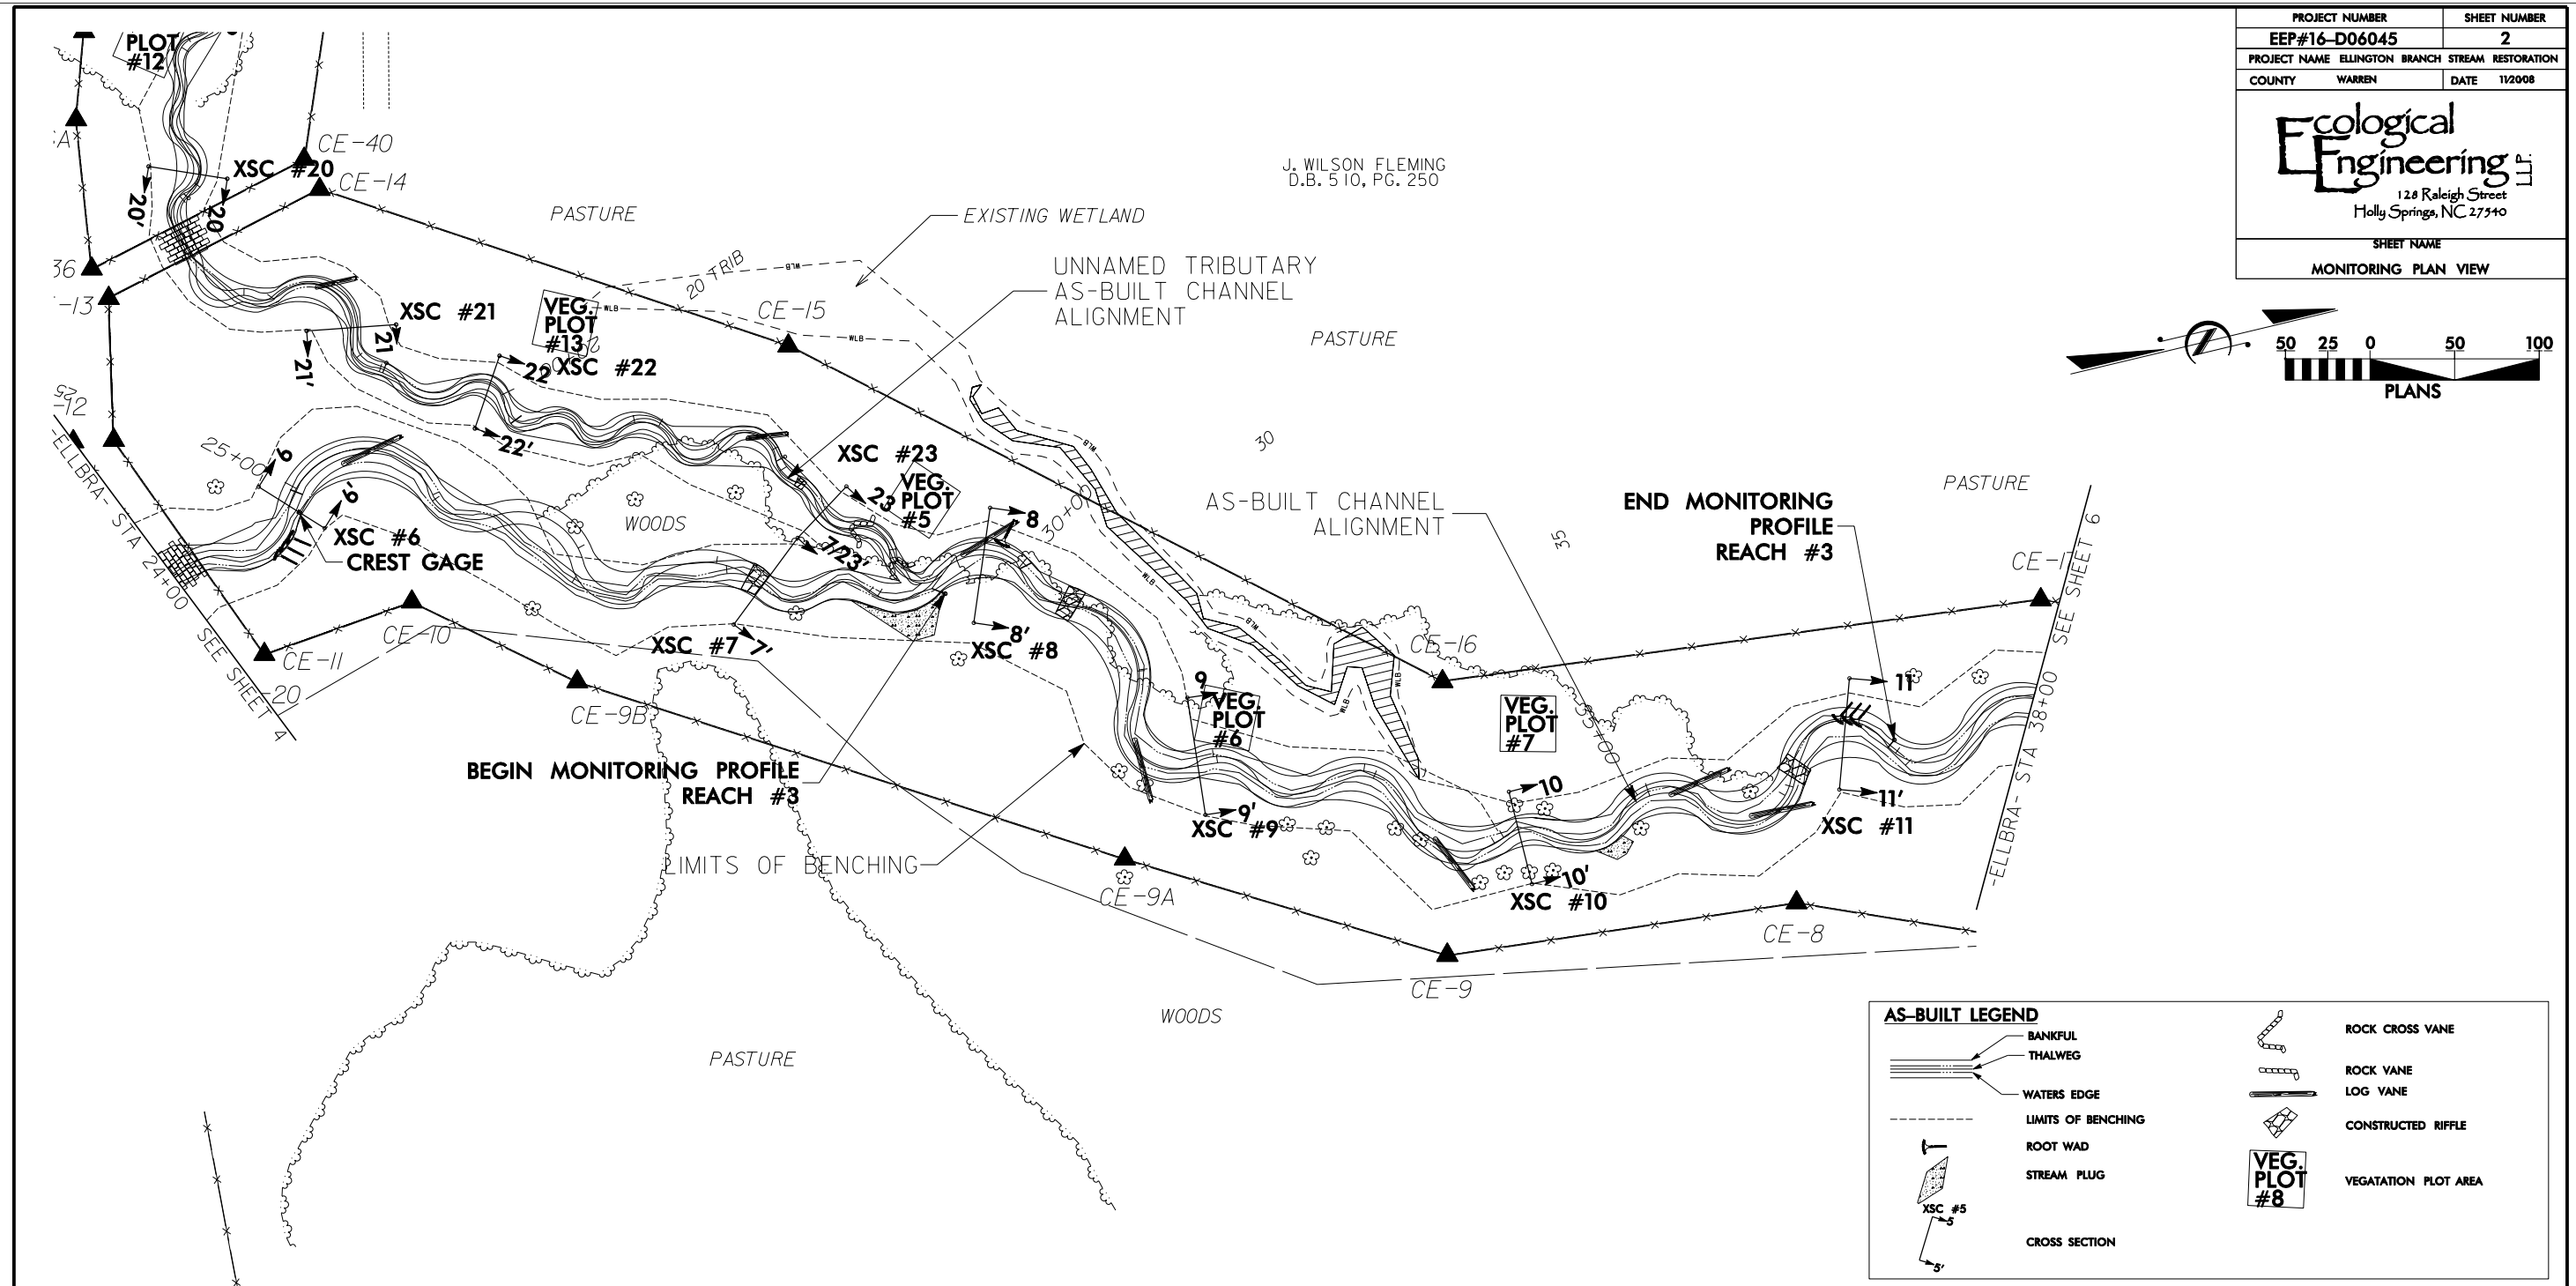 PROJECT NUMBER
SHEET NUMBER
EEP#16-D06045
2
PROJECT NAME ELLINGTON BRANCH STREAM RESTORATION
COUNTY WARREN
DATE 11/20/08
Ecological
Engineering LLP.
128 Raleigh Street
Holly Springs, NC 27540
SHEET NAME
MONITORING PLAN VIEW
50 25 0 50 100
PLANS
PLOT
#12
CE-40
XSC #20
CE-14
20'
20
36
-13
-12
25
PASTURE
EXISTING WETLAND
J. WILSON FLEMING
D.B. 510, PG. 250
20 TRIB
WLB
UNNAMED TRIBUTARY
AS-BUILT CHANNEL
ALIGNMENT
CE-15
WLB
WLB
PASTURE
XSC #21
21
21'
VEG.
PLOT
#13
XSC #22
22
22'
25+00
6
6'
XSC #6
CREST GAGE
WOODS
XSC #23
23
VEG.
PLOT
#5
7/23'
8
30+00
30
WLB
WLB
WLB
WLB
WLB
AS-BUILT CHANNEL
ALIGNMENT
35
END MONITORING
PROFILE
REACH #3
PASTURE
CE-1
-ELLBRA- STA 38+00 SEE SHEET 6
ELLBRA- STA 24+00 SEE SHEET 4
CE-10
CE-11
20
CE-9B
XSC #7
7'
8'
XSC #8
CE-16
9
VEG.
PLOT
#6
9'
XSC #9
VEG.
PLOT
#7
10
10'
XSC #10
11
11'
XSC #11
BEGIN MONITORING PROFILE
REACH #3
LIMITS OF BENCHING
CE-9A
CE-9
CE-8
WOODS
PASTURE
AS-BUILT LEGEND
BANKFUL
THALWEG
WATERS EDGE
LIMITS OF BENCHING
ROOT WAD
STREAM PLUG
XSC #5
5
5'
CROSS SECTION
ROCK CROSS VANE
ROCK VANE
LOG VANE
CONSTRUCTED RIFFLE
VEG.
PLOT
#8
VEGATATION PLOT AREA